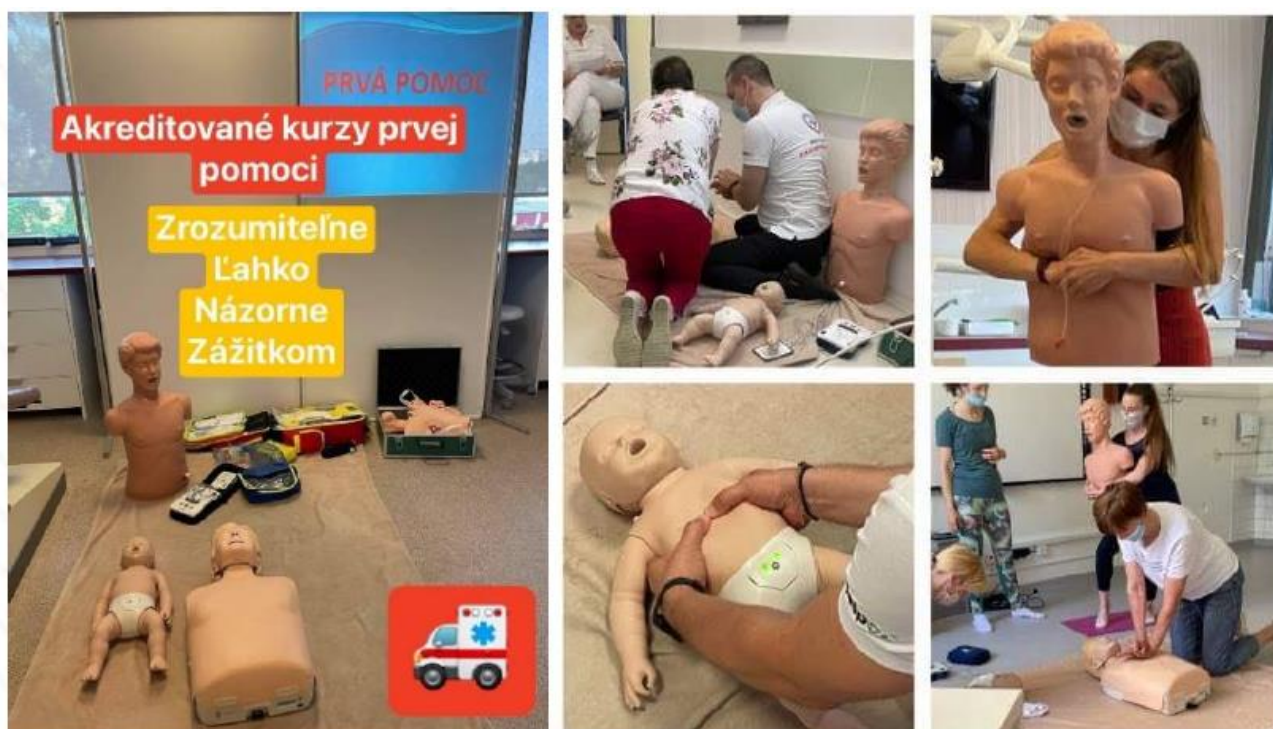 PRVÁ POMOC
Akreditované kurzy prvej
pomoci
Zrozumiteľne
Ľahko
Názorne
Zážitkom